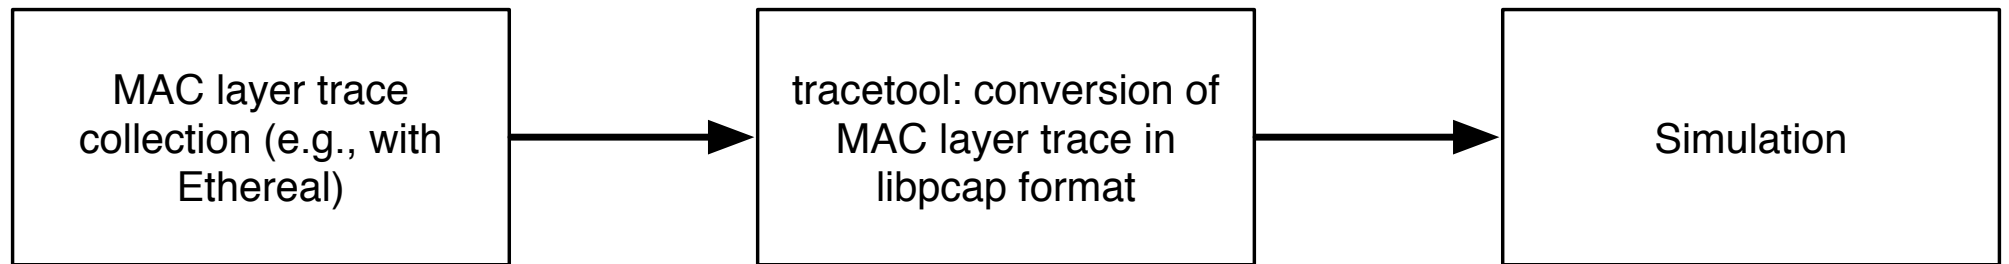 MAC layer trace
collection (e.g., with
Ethereal)
tracetool: conversion of
MAC layer trace in
libpcap format
Simulation